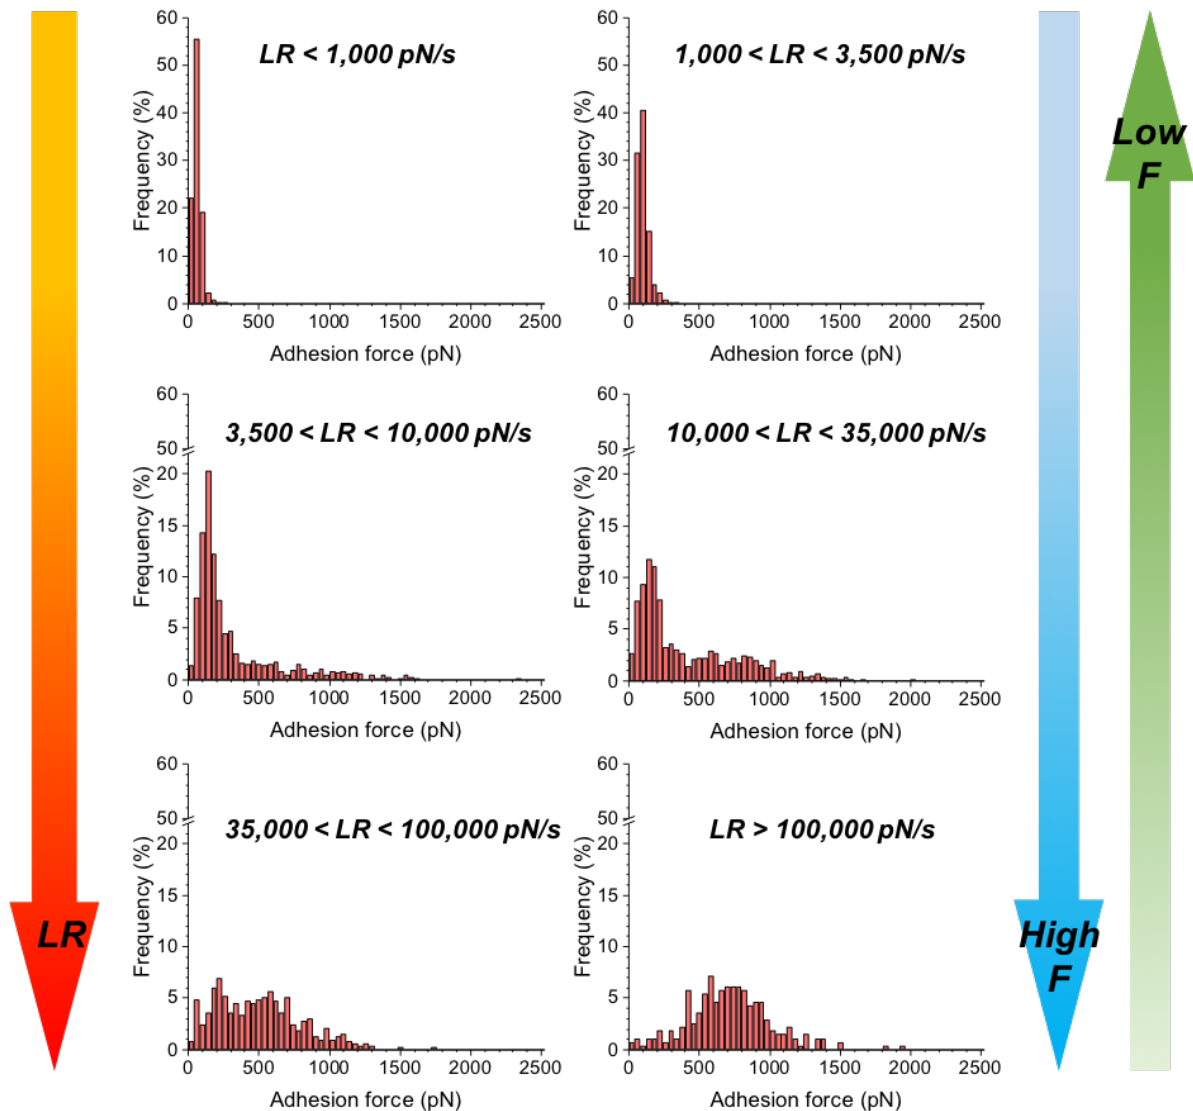 LR < 1,000 pN/s
60
50
40
30
20
10
0
Frequency (%)
0 500 1000 1500 2000 2500
Adhesion force (pN)
1,000 < LR < 3,500 pN/s
60
50
40
30
20
10
0
Frequency (%)
0 500 1000 1500 2000 2500
Adhesion force (pN)
Low
F
3,500 < LR < 10,000 pN/s
60
50
20
15
10
5
0
Frequency (%)
0 500 1000 1500 2000 2500
Adhesion force (pN)
10,000 < LR < 35,000 pN/s
60
50
20
15
10
5
0
Frequency (%)
0 500 1000 1500 2000 2500
Adhesion force (pN)
35,000 < LR < 100,000 pN/s
60
50
20
15
10
5
0
Frequency (%)
0 500 1000 1500 2000 2500
Adhesion force (pN)
LR > 100,000 pN/s
60
50
20
15
10
5
0
Frequency (%)
0 500 1000 1500 2000 2500
Adhesion force (pN)
LR
High
F